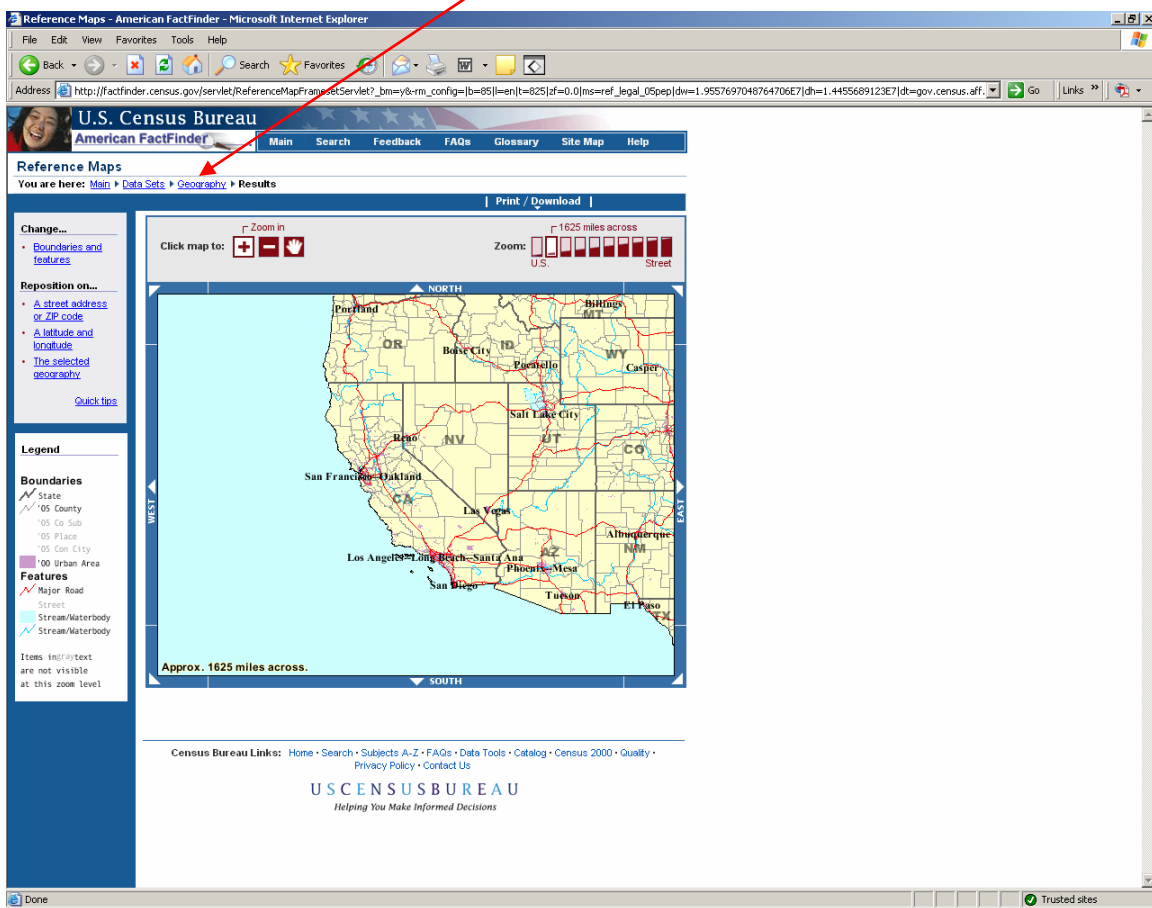 Reference Maps - American FactFinder - Microsoft Internet Explorer
File Edit View Favorites Tools Help
Back Search Favorites
Address http://factfinder.census.gov/servlet/ReferenceMapFramesetServlet?_bm=y&-rm_config=|b=85|l=en|t=825|zf=0.0|ms=ref_legal_05pep|dw=1.9557697048764706E7|dh=1.4455689123E7|dt=gov.census.aff. Go Links »
U.S. Census Bureau
American FactFinder
Main Search Feedback FAQs Glossary Site Map Help
Reference Maps
You are here: Main Data Sets Geography Results
| Print / Download |
Change...
• Boundaries and
features
Reposition on...
• A street address
or ZIP code
• A latitude and
longitude
• The selected
geography
Quick tips
Zoom in
Click map to:
1625 miles across
Zoom:
U.S. Street
NORTH
WEST
EAST
Portland
Billings
MT
OR
ID
Boise City
WY
Pocatello
Casper
Salt Lake City
Reno
NV
UT
CO
San Francisco--Oakland
CA
Las Vegas
Albuquerque
NM
Los Angeles--Long Beach--Santa Ana
AZ
Phoenix--Mesa
San Diego
Tucson
El Paso
TX
Approx. 1625 miles across.
SOUTH
Legend
Boundaries
State
'05 County
'05 Co Sub
'05 Place
'05 Con City
'00 Urban Area
Features
Major Road
Street
Stream/Waterbody
Stream/Waterbody
Items in gray text
are not visible
at this zoom level
Census Bureau Links: Home • Search • Subjects A-Z • FAQs • Data Tools • Catalog • Census 2000 • Quality •
Privacy Policy • Contact Us
USCENSUSBUREAU
Helping You Make Informed Decisions
Done
Trusted sites